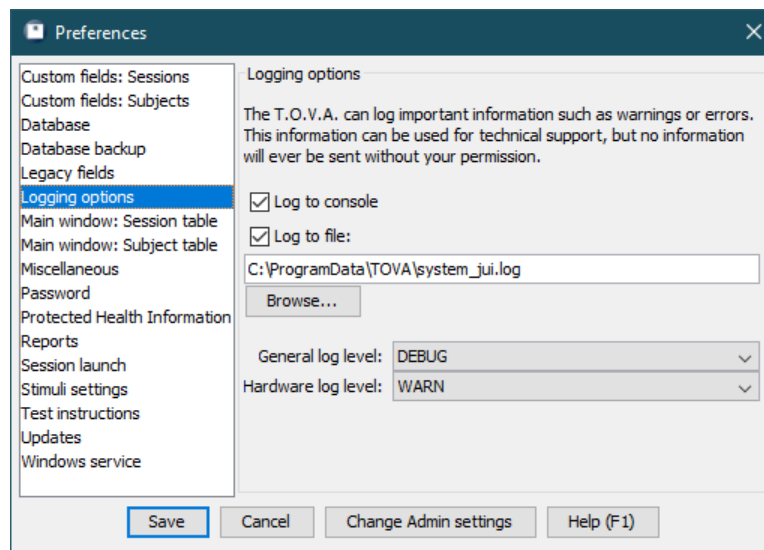 Preferences
Custom fields: Sessions
Custom fields: Subjects
Database
Database backup
Legacy fields
Logging options
Main window: Session table
Main window: Subject table
Miscellaneous
Password
Protected Health Information
Reports
Session launch
Stimuli settings
Test instructions
Updates
Windows service
Logging options
The T.O.V.A. can log important information such as warnings or errors.
This information can be used for technical support, but no information
will ever be sent without your permission.
Log to console
Log to file:
C:\ProgramData\TOVA\system_jui.log
Browse...
General log level: DEBUG
Hardware log level: WARN
Save Cancel Change Admin settings Help (F1)